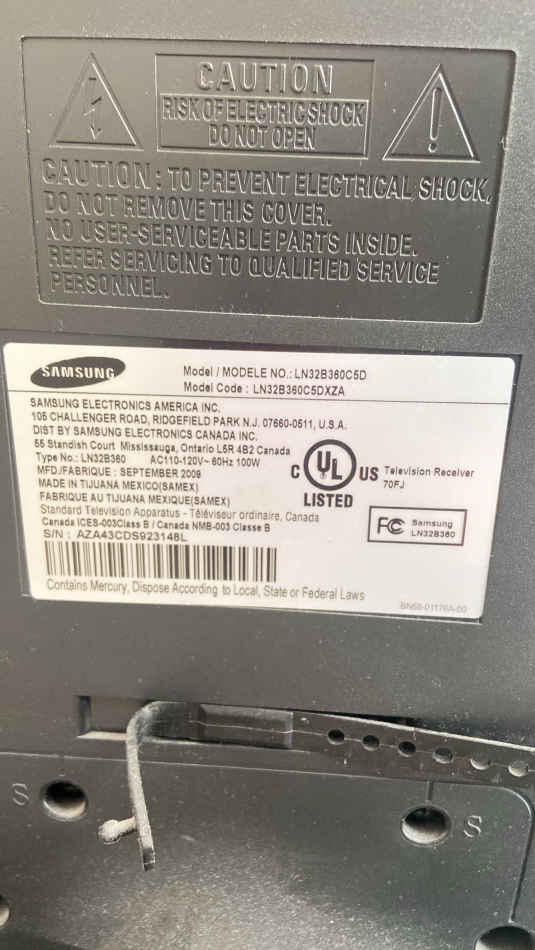 CAUTION
RISK OF ELECTRIC SHOCK
DO NOT OPEN
CAUTION : TO PREVENT ELECTRICAL SHOCK,
DO NOT REMOVE THIS COVER.
NO USER-SERVICEABLE PARTS INSIDE.
REFER SERVICING TO QUALIFIED SERVICE
PERSONNEL.
SAMSUNG
Model / MODELE NO.: LN32B360C5D
Model Code : LN32B360C5DXZA
SAMSUNG ELECTRONICS AMERICA INC.
105 CHALLENGER ROAD, RIDGEFIELD PARK N.J. 07660-0511, U.S.A.
DIST BY SAMSUNG ELECTRONICS CANADA INC.
55 Standish Court Mississauga, Ontario L5R 4B2 Canada
Type No.: LN32B360 AC110-120V~ 60Hz 100W
MFD/FABRIQUE : SEPTEMBER 2009
MADE IN TIJUANA MEXICO(SAMEX)
FABRIQUE AU TIJUANA MEXIQUE(SAMEX)
Standard Television Apparatus - Téléviseur ordinaire, Canada
Canada ICES-003Class B / Canada NMB-003 Classe B
S/N : AZA43CDS923148L
C UL US
LISTED
Television Receiver
70FJ
FC Samsung
LN32B360
Contains Mercury, Dispose According to Local, State or Federal Laws
BN68-01176A-00
S
S